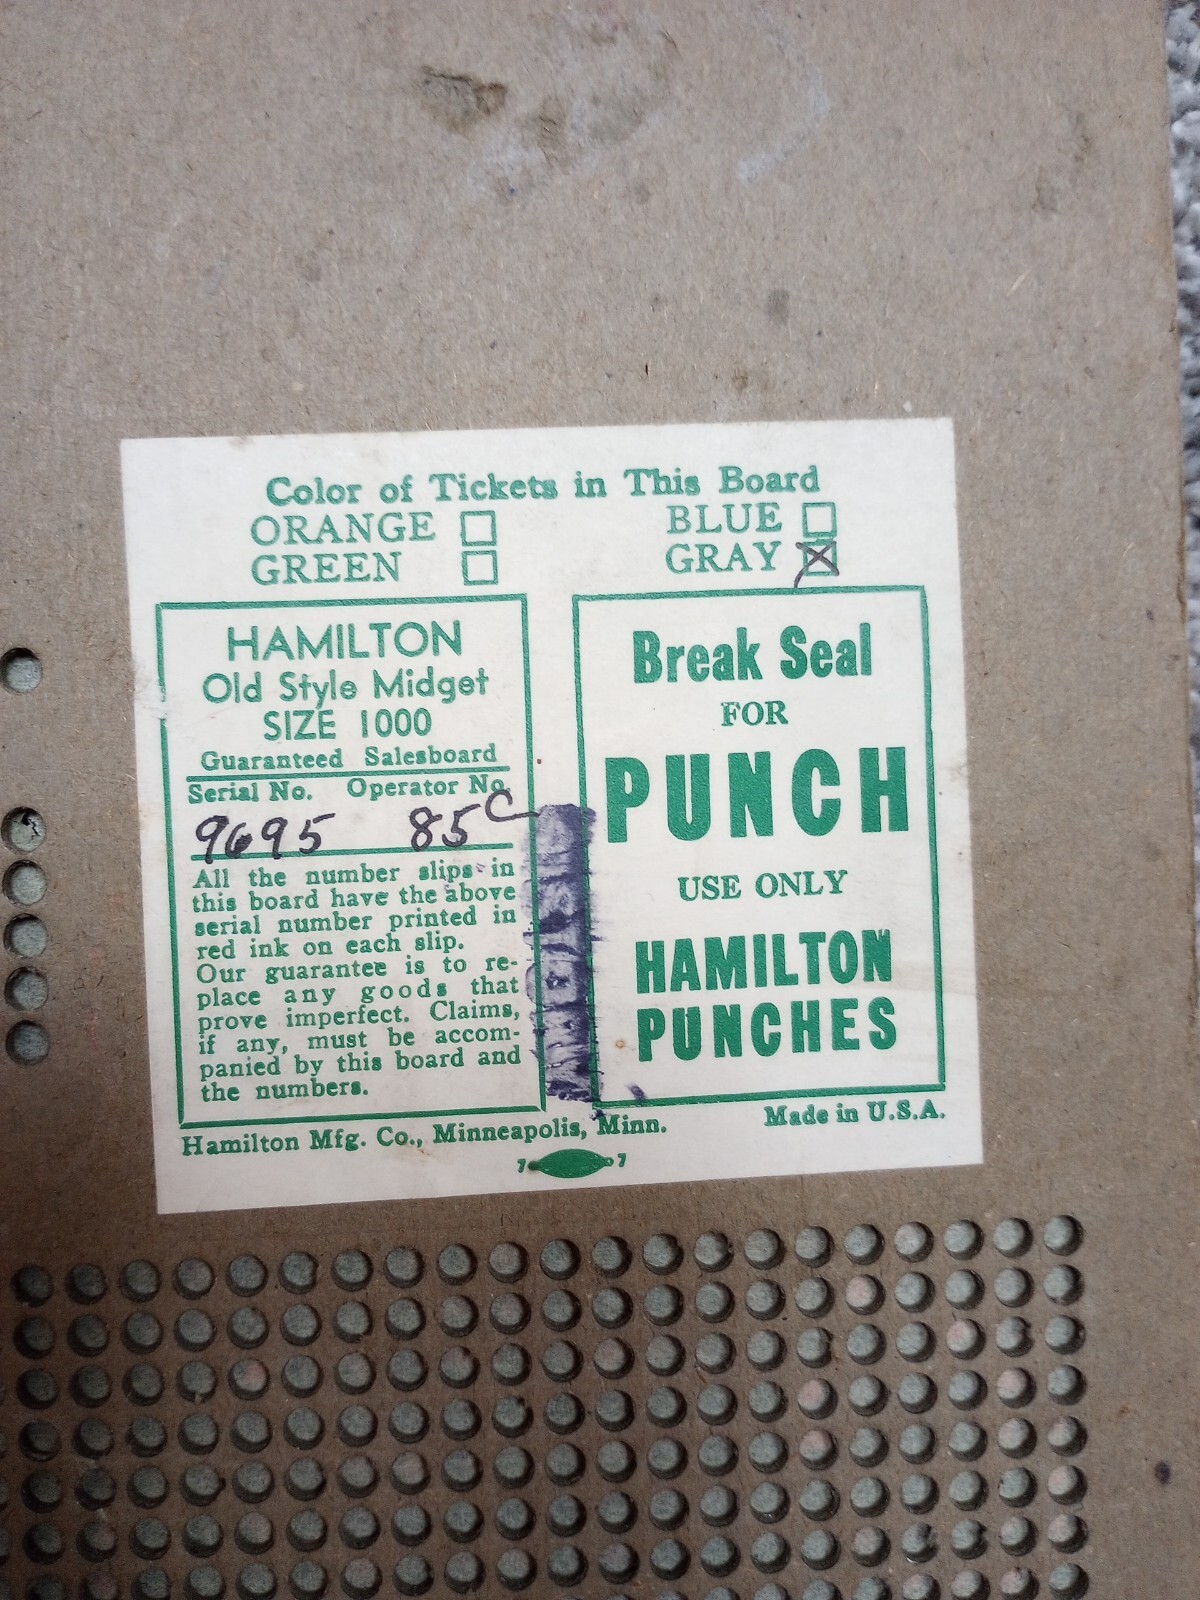 Color of Tickets in This Board
ORANGE
BLUE
GREEN
GRAY X
HAMILTON
Old Style Midget
SIZE 1000
Guaranteed Salesboard
Serial No. Operator No.
9695 85C
All the number slips in
this board have the above
serial number printed in
red ink on each slip.
Our guarantee is to re-
place any goods that
prove imperfect. Claims,
if any, must be accom-
panied by this board and
the numbers.
Break Seal
FOR
PUNCH
USE ONLY
HAMILTON
PUNCHES
Hamilton Mfg. Co., Minneapolis, Minn.
Made in U.S.A.
7 7